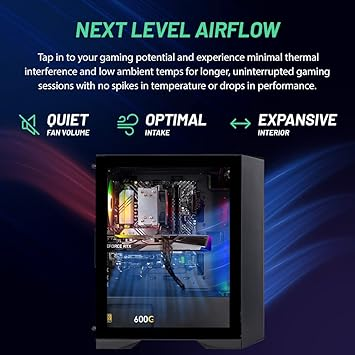 NEXT LEVEL AIRFLOW
Tap in to your gaming potential and experience minimal thermal
interference and low ambient temps for longer, uninterrupted gaming
sessions with no spikes in temperature or drops in performance.
QUIET
FAN VOLUME
OPTIMAL
INTAKE
EXPANSIVE
INTERIOR
GEFORCE RTX
600G